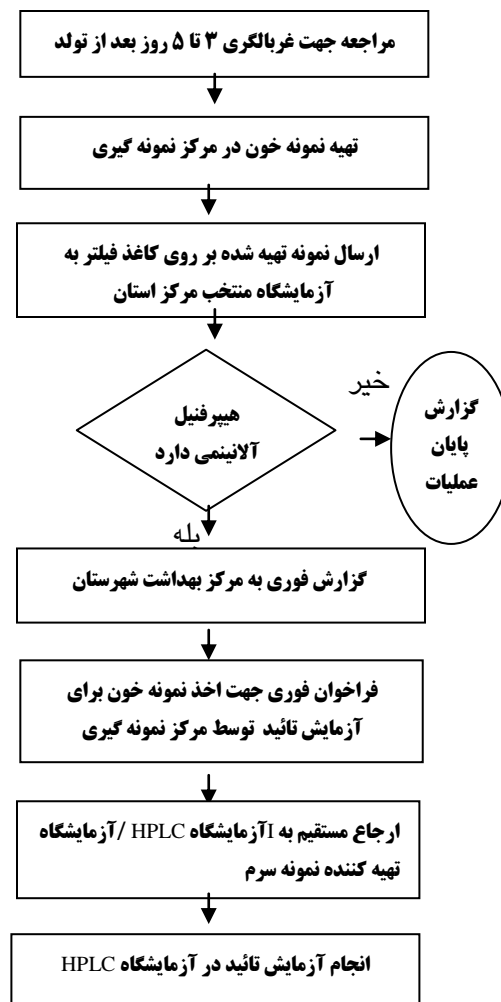 مراجعه جهت غربالگری ۳ تا ۵ روز بعد از تولد
تهیه نمونه خون در مرکز نمونه گیری
ارسال نمونه تهیه شده بر روی کاغذ فیلتر به
آزمایشگاه منتخب مرکز استان
هیپرفنیل
آلانینمی دارد
خیر
گزارش
پایان
عملیات
بله
گزارش فوری به مرکز بهداشت شهرستان
فراخوان فوری جهت اخذ نمونه خون برای
آزمایش تائید توسط مرکز نمونه گیری
ارجاع مستقیم به Iآزمایشگاه HPLC /آزمایشگاه
تهیه کننده نمونه سرم
انجام آزمایش تائید در آزمایشگاه HPLC